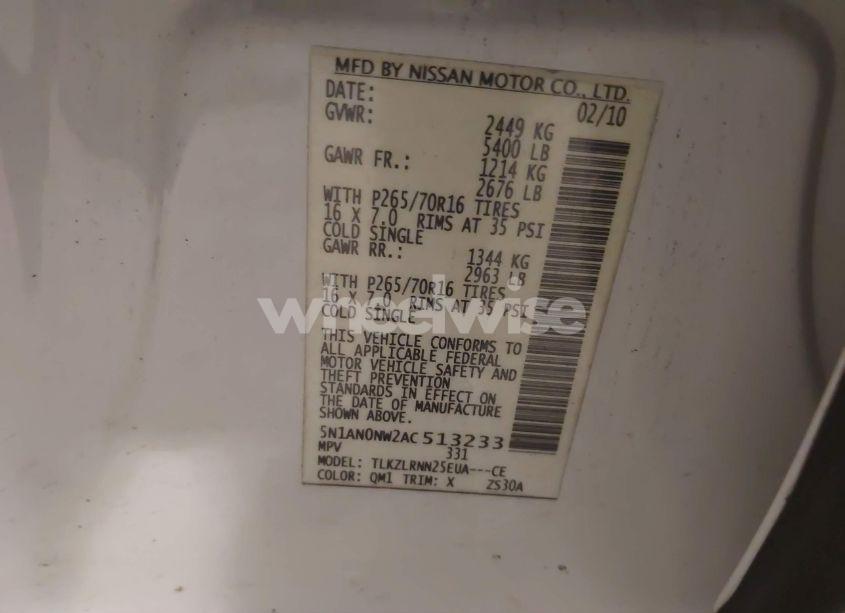 MFD BY NISSAN MOTOR CO., LTD.
DATE: 02/10
GVWR: 2449 KG
5400 LB
GAWR FR.: 1214 KG
2676 LB
WITH P265/70R16 TIRES
16 X 7.0 RIMS AT 35 PSI
COLD SINGLE
GAWR RR.: 1344 KG
2963 LB
WITH P265/70R16 TIRES
16 X 7.0 RIMS AT 35 PSI
COLD SINGLE
wheelwise
THIS VEHICLE CONFORMS TO
ALL APPLICABLE FEDERAL
MOTOR VEHICLE SAFETY AND
THEFT PREVENTION
STANDARDS IN EFFECT ON
THE DATE OF MANUFACTURE
SHOWN ABOVE.
5N1AN0NW2AC513233
MPV 331
MODEL: TLKZLRNN25EUA---CE
COLOR: QM1 TRIM: X ZS30A